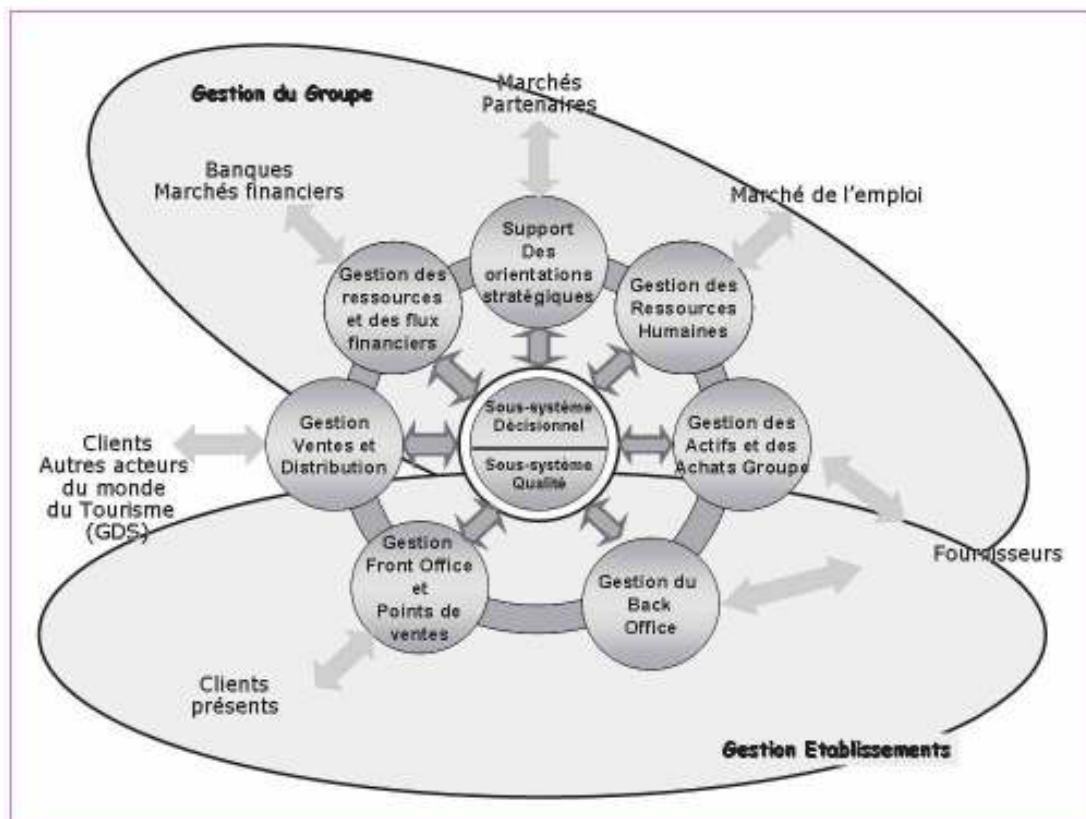 Gestion du Groupe
Marchés
Partenaires
Banques
Marchés financiers
Marché de l'emploi
Support
Des
orientations
stratégiques
Gestion des
ressources
et des flux
financiers
Gestion des
Ressources
Humaines
Gestion
Ventes et
Distribution
Sous-système
Décisionnel
Sous-système
Qualité
Gestion des
Actifs et des
Achats Groupe
Clients
Autres acteurs
du monde
du Tourisme
(GDS)
Gestion
Front Office
et
Points de
ventes
Gestion du
Back
Office
Fournisseurs
Clients
présents
Gestion Etablissements